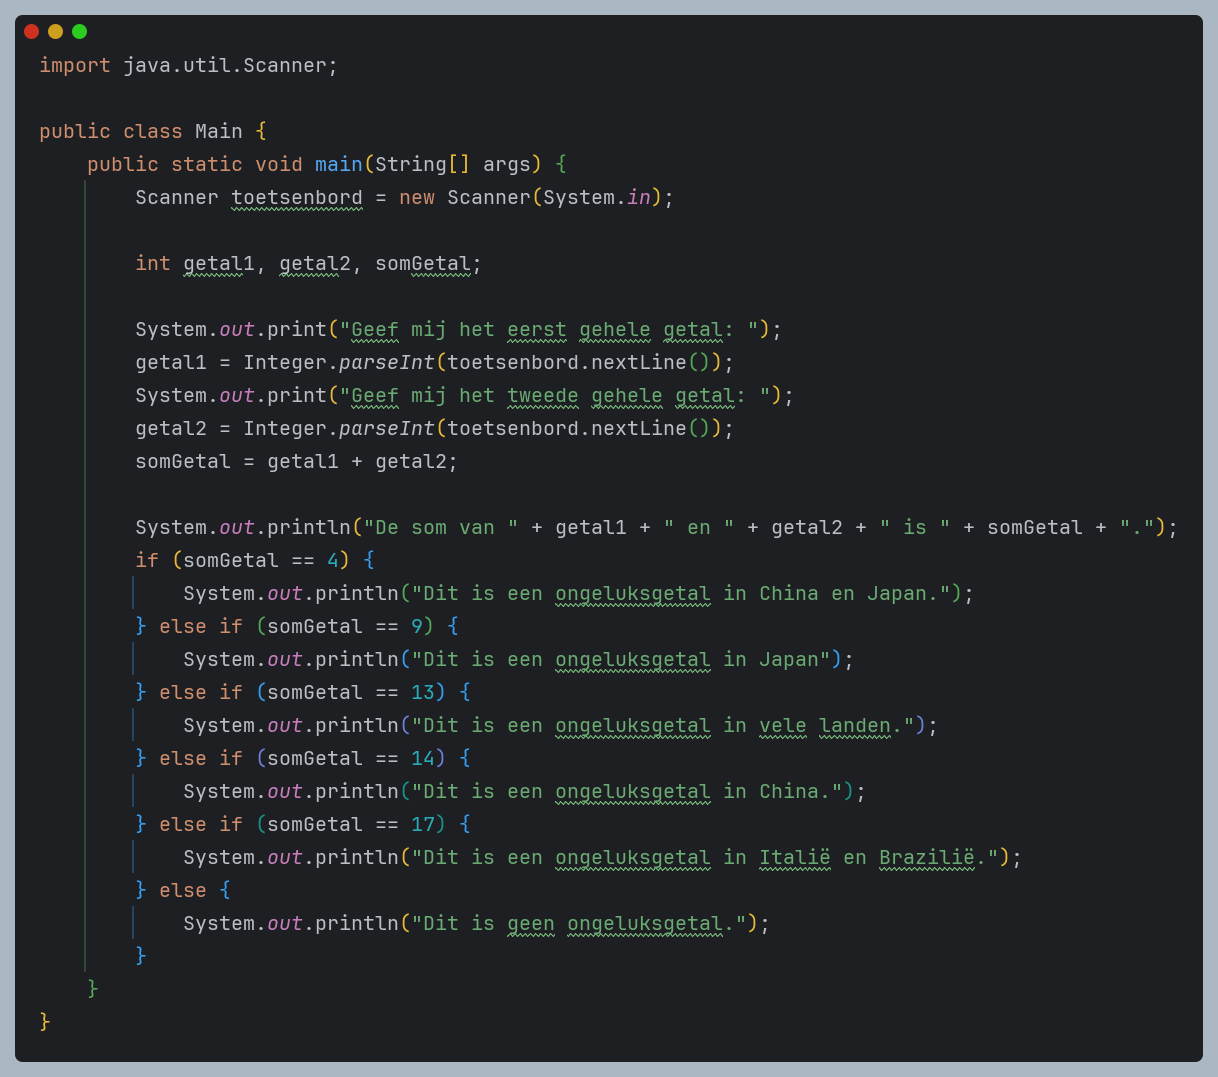 import java.util.Scanner;

public class Main {
    public static void main(String[] args) {
        Scanner toetsenbord = new Scanner(System.in);

        int getal1, getal2, somGetal;

        System.out.print("Geef mij het eerst gehele getal: ");
        getal1 = Integer.parseInt(toetsenbord.nextLine());
        System.out.print("Geef mij het tweede gehele getal: ");
        getal2 = Integer.parseInt(toetsenbord.nextLine());
        somGetal = getal1 + getal2;

        System.out.println("De som van " + getal1 + " en " + getal2 + " is " + somGetal + ".");
        if (somGetal == 4) {
            System.out.println("Dit is een ongeluksgetal in China en Japan.");
        } else if (somGetal == 9) {
            System.out.println("Dit is een ongeluksgetal in Japan");
        } else if (somGetal == 13) {
            System.out.println("Dit is een ongeluksgetal in vele landen.");
        } else if (somGetal == 14) {
            System.out.println("Dit is een ongeluksgetal in China.");
        } else if (somGetal == 17) {
            System.out.println("Dit is een ongeluksgetal in Italië en Brazilië.");
        } else {
            System.out.println("Dit is geen ongeluksgetal.");
        }
    }
}